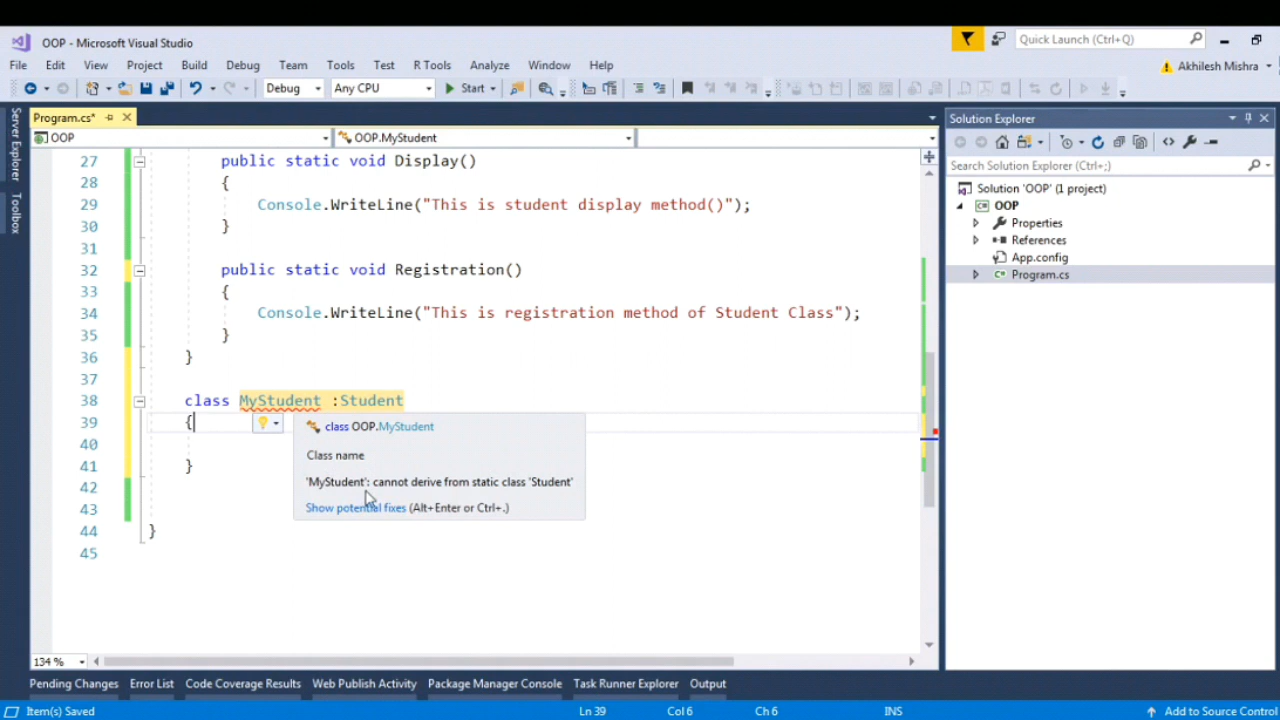 OOP - Microsoft Visual Studio
Quick Launch (Ctrl+Q)
File Edit View Project Build Debug Team Tools Test R Tools Analyze Window Help
Akhilesh Mishra
Debug Any CPU Start
Server Explorer
Toolbox
Program.cs*
OOP OOP.MyStudent
27 public static void Display()
28 {
29 Console.WriteLine("This is student display method()");
30 }
31
32 public static void Registration()
33 {
34 Console.WriteLine("This is registration method of Student Class");
35 }
36 }
37
38 class MyStudent :Student
39 {
40
41 }
42
43
44 }
45
class OOP.MyStudent
Class name
'MyStudent': cannot derive from static class 'Student'
Show potential fixes (Alt+Enter or Ctrl+.)
134 %
Solution Explorer
Search Solution Explorer (Ctrl+;)
Solution 'OOP' (1 project)
OOP
Properties
References
App.config
Program.cs
Pending Changes Error List Code Coverage Results Web Publish Activity Package Manager Console Task Runner Explorer Output
Item(s) Saved Ln 39 Col 6 Ch 6 INS Add to Source Control